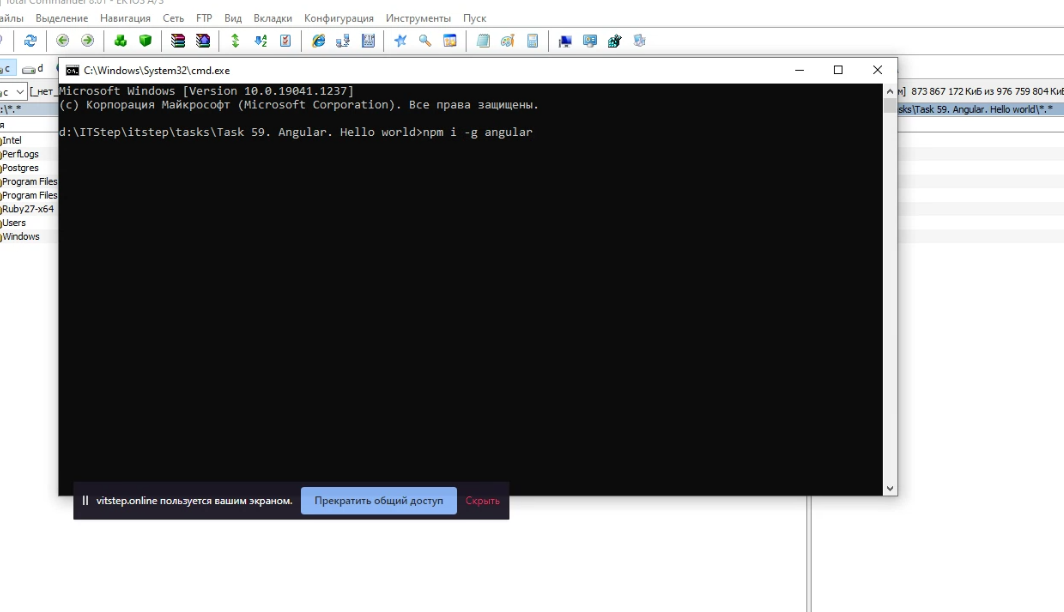 Total Commander 8.01 - EKTOS A/S
айлы Выделение Навигация Сеть FTP Вид Вкладки Конфигурация Инструменты Пуск
c d
c [_нет_ м] 873 867 172 КиБ из 976 759 804 Ки
:\*.* sks\Task 59. Angular. Hello world\*.*
я
Intel
PerfLogs
Postgres
Program Files
Program Files
Ruby27-x64
Users
Windows
C:\Windows\System32\cmd.exe
Microsoft Windows [Version 10.0.19041.1237]
(c) Корпорация Майкрософт (Microsoft Corporation). Все права защищены.
d:\ITStep\itstep\tasks\Task 59. Angular. Hello world>npm i -g angular
vitstep.online пользуется вашим экраном. Прекратить общий доступ Скрыть